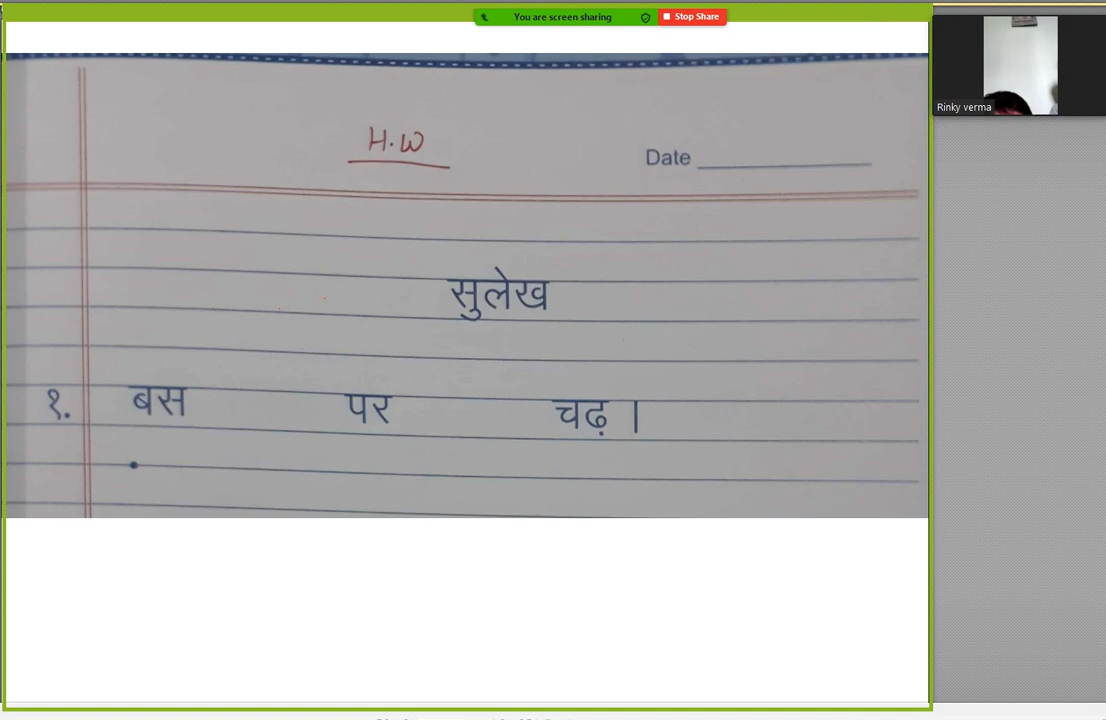 You are screen sharing Stop Share
Rinky verma
H.W
Date
सुलेख
१. बस पर चढ़ ।